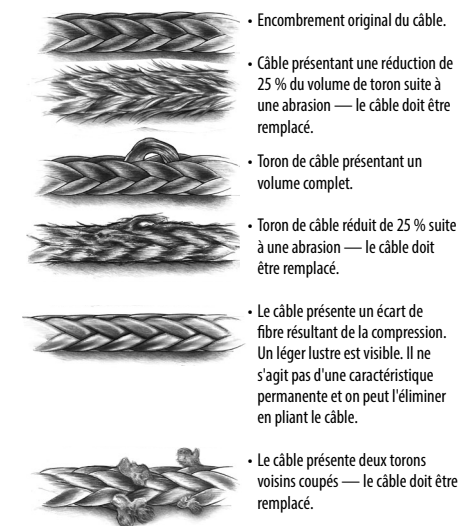 • Encombrement original du câble.
• Câble présentant une réduction de
25 % du volume de toron suite à
une abrasion — le câble doit être
remplacé.
• Toron de câble présentant un
volume complet.
• Toron de câble réduit de 25 % suite
à une abrasion — le câble doit
être remplacé.
• Le câble présente un écart de
fibre résultant de la compression.
Un léger lustre est visible. Il ne
s'agit pas d'une caractéristique
permanente et on peut l'éliminer
en pliant le câble.
• Le câble présente deux torons
voisins coupés — le câble doit être
remplacé.